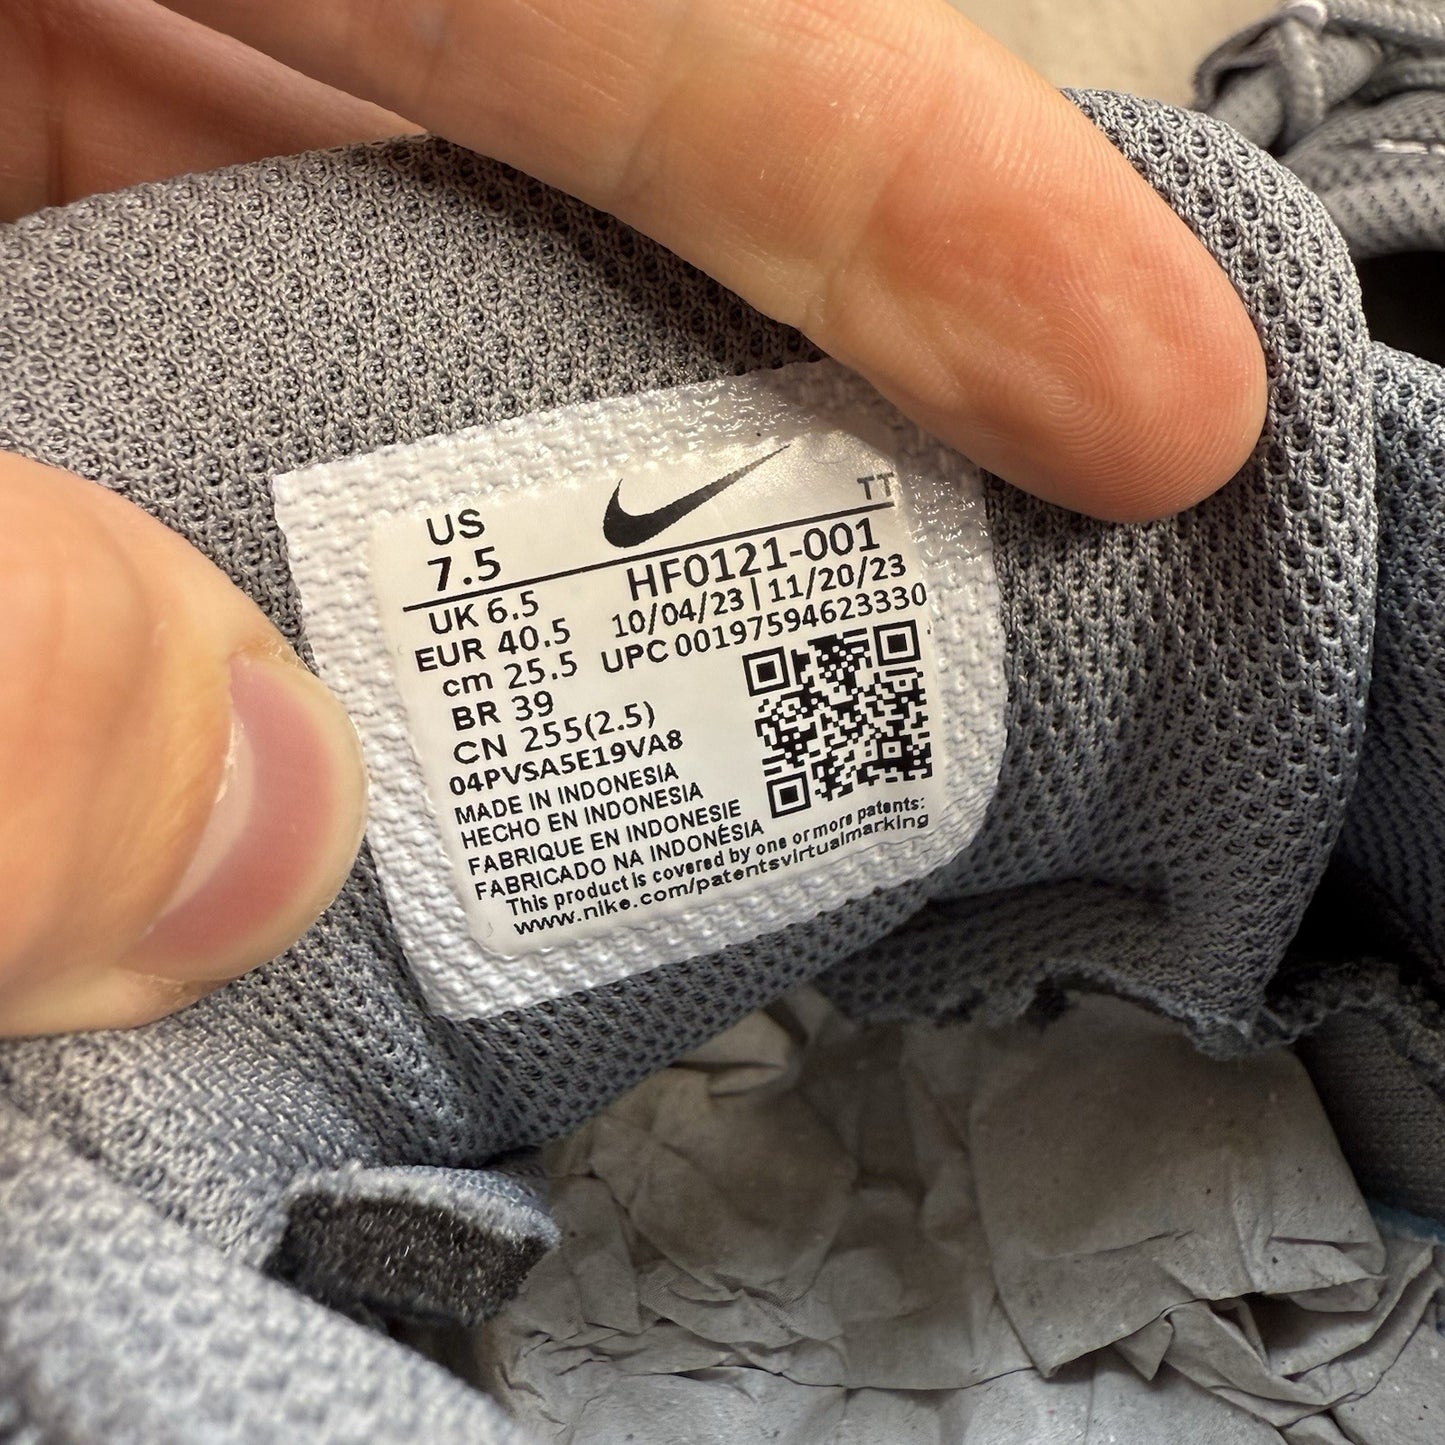 US
7.5
UK 6.5
EUR 40.5
cm 25.5
BR 39
CN 255(2.5)
04PVSA5E19VA8
TT
HF0121-001
10/04/23 | 11/20/23
UPC 00197594623330
MADE IN INDONESIA
HECHO EN INDONESIA
FABRIQUE EN INDONESIE
FABRICADO NA INDONÉSIA
This product is covered by one or more patents:
www.nike.com/patentsvirtualmarking